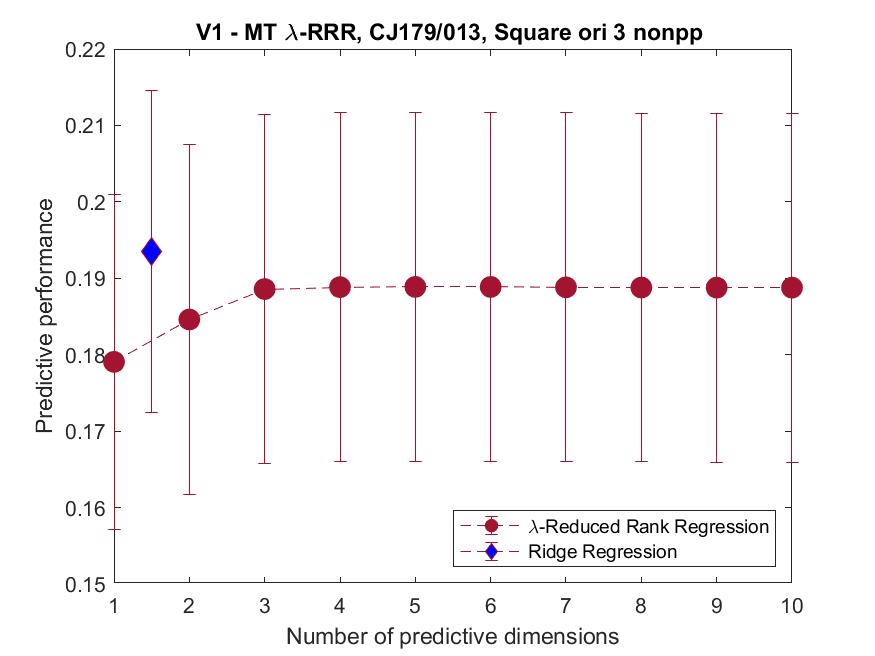 V1 - MT λ-RRR, CJ179/013, Square ori 3 nonpp
0.22
0.21
0.2
0.19
0.18
0.17
0.16
0.15
Predictive performance
1 2 3 4 5 6 7 8 9 10
Number of predictive dimensions
λ-Reduced Rank Regression
Ridge Regression